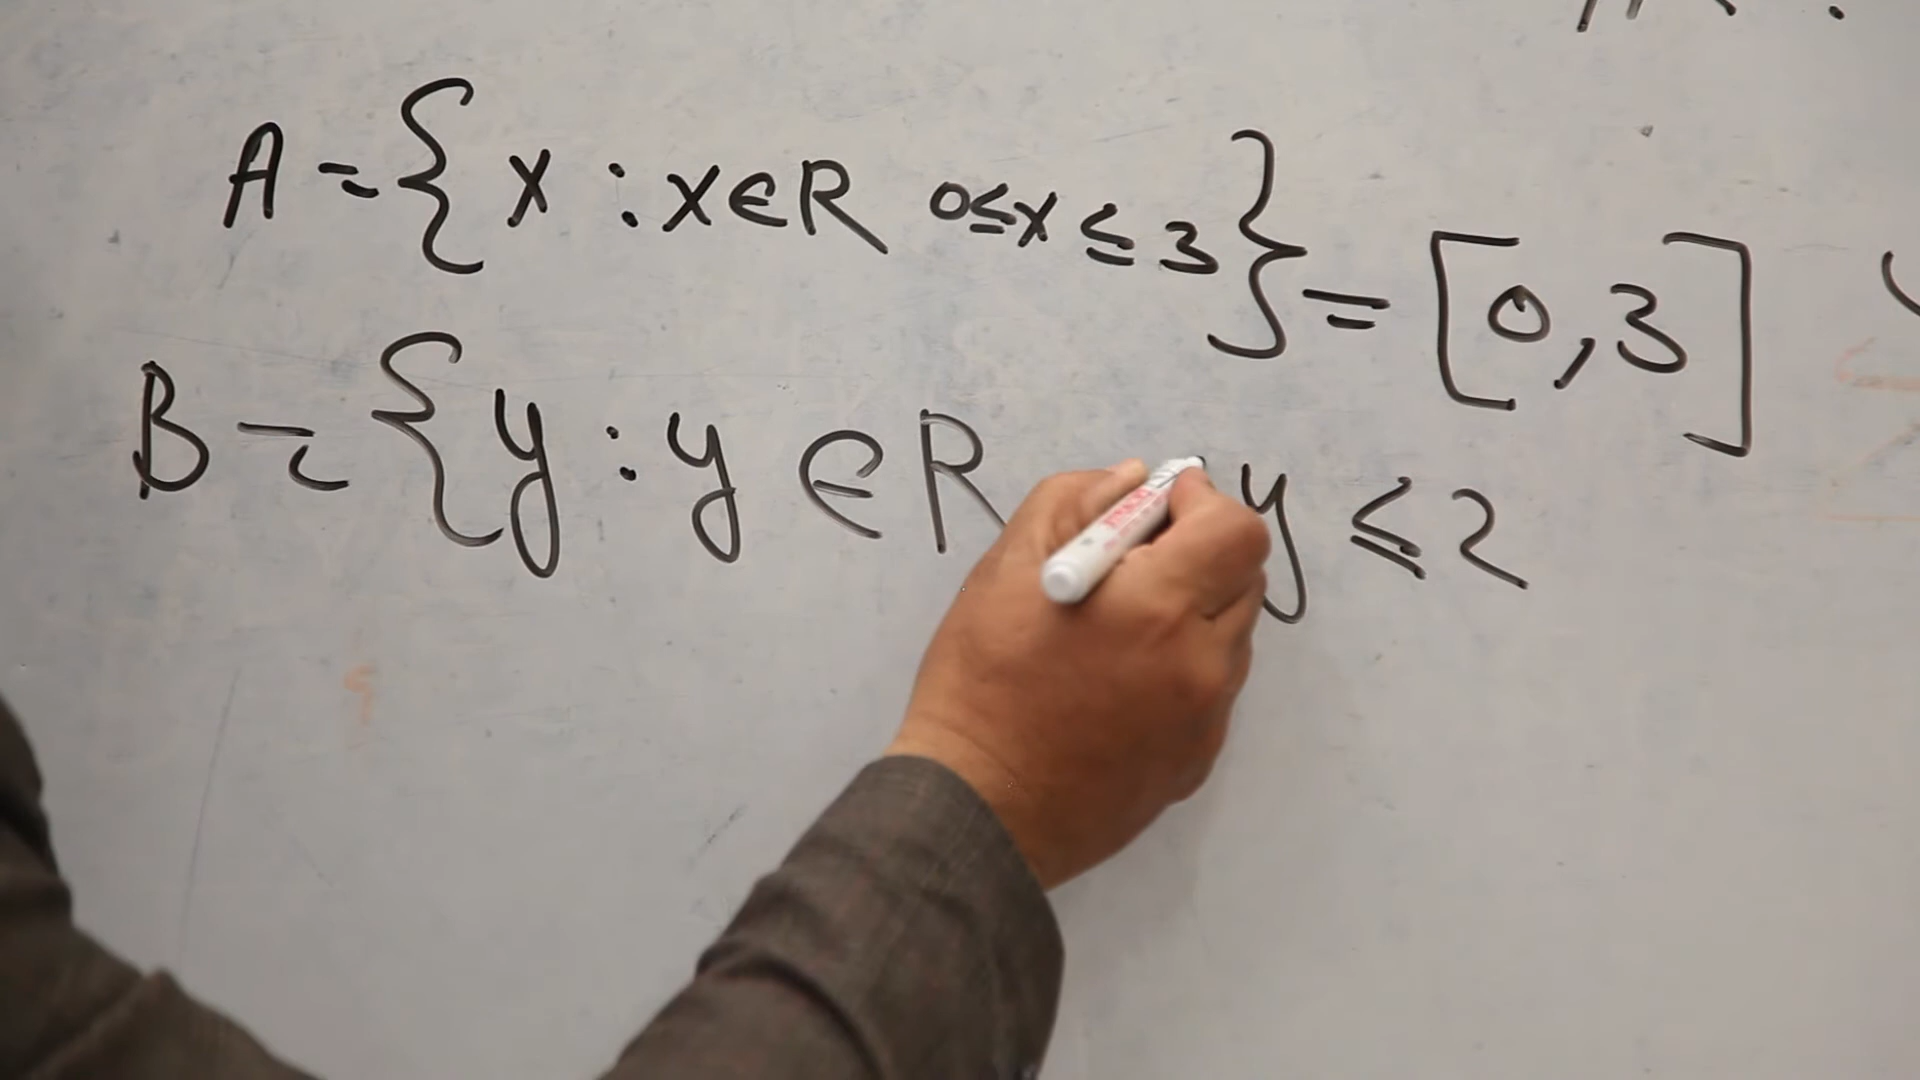 A = { x : x ∈ R 0 ≤ x ≤ 3 } = [0, 3]
B = { y : y ∈ R y ≤ 2